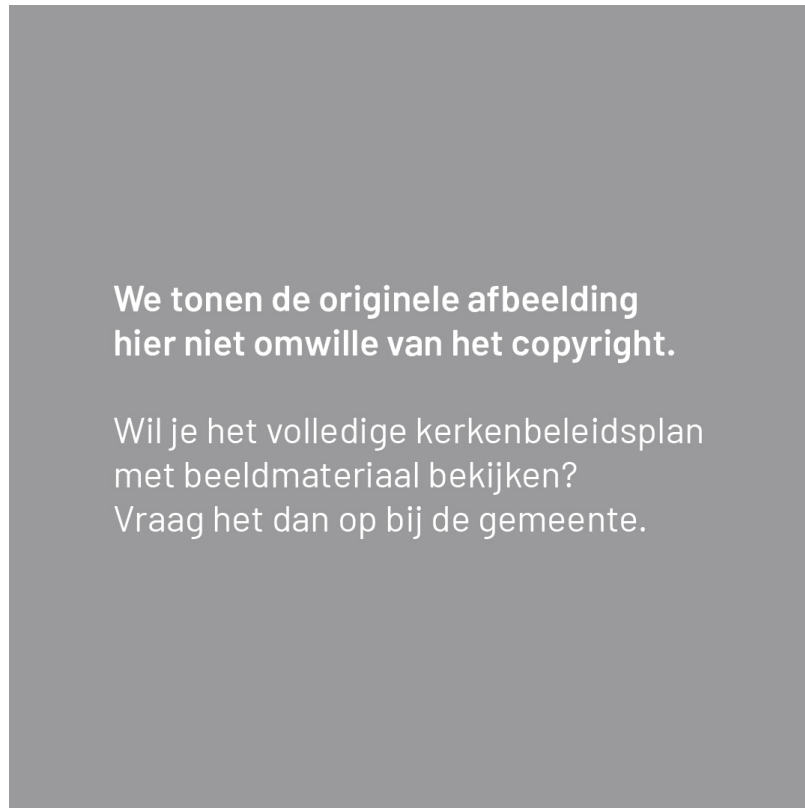 We tonen de originele afbeelding
hier niet omwille van het copyright.
Wil je het volledige kerkenbeleidsplan
met beeldmateriaal bekijken?
Vraag het dan op bij de gemeente.